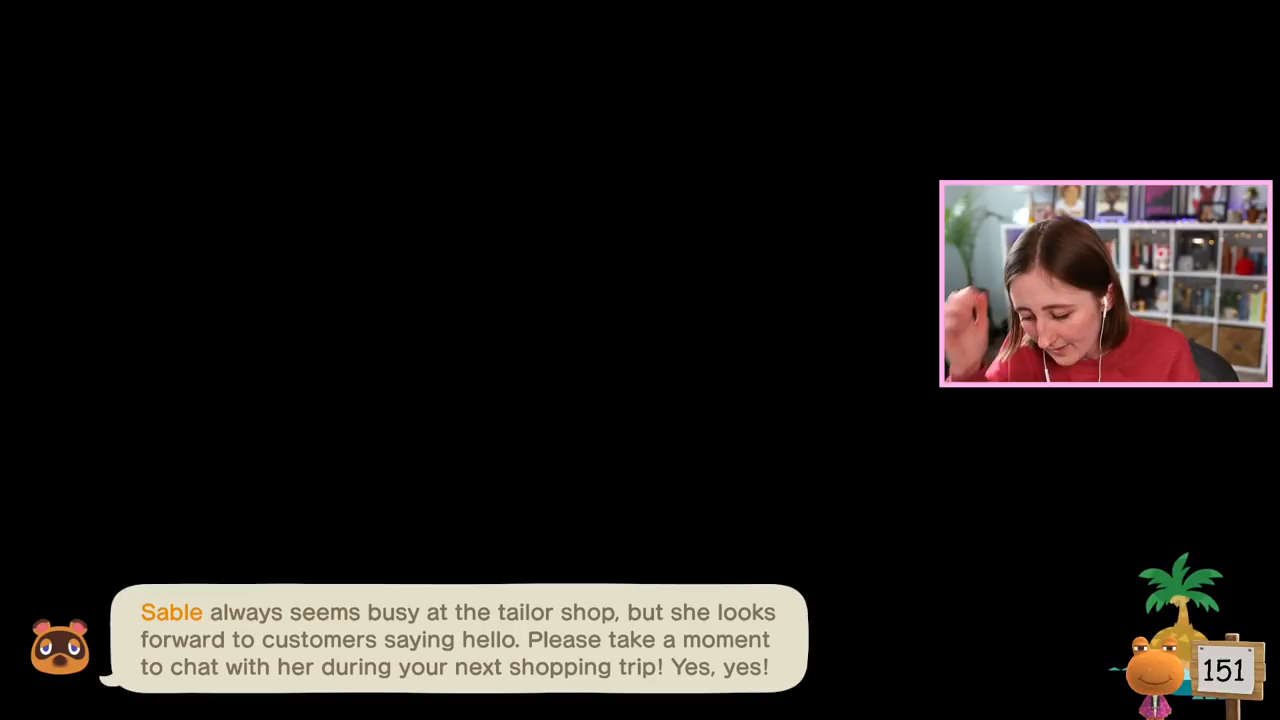 Sable always seems busy at the tailor shop, but she looks
forward to customers saying hello. Please take a moment
to chat with her during your next shopping trip! Yes, yes!
151